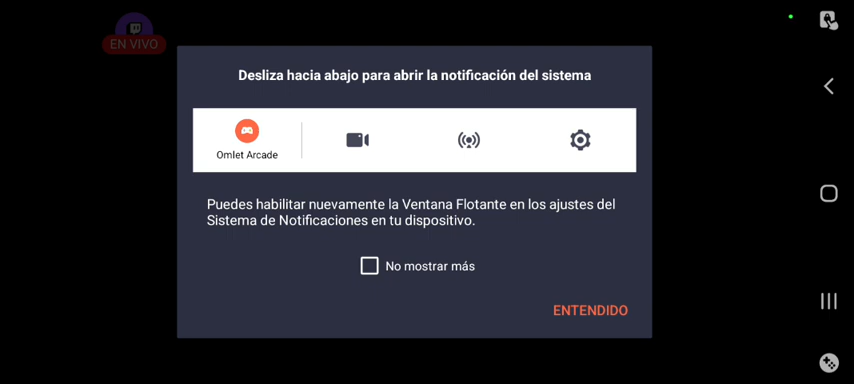 EN VIVO
Desliza hacia abajo para abrir la notificación del sistema
Omlet Arcade
Puedes habilitar nuevamente la Ventana Flotante en los ajustes del
Sistema de Notificaciones en tu dispositivo.
No mostrar más
ENTENDIDO